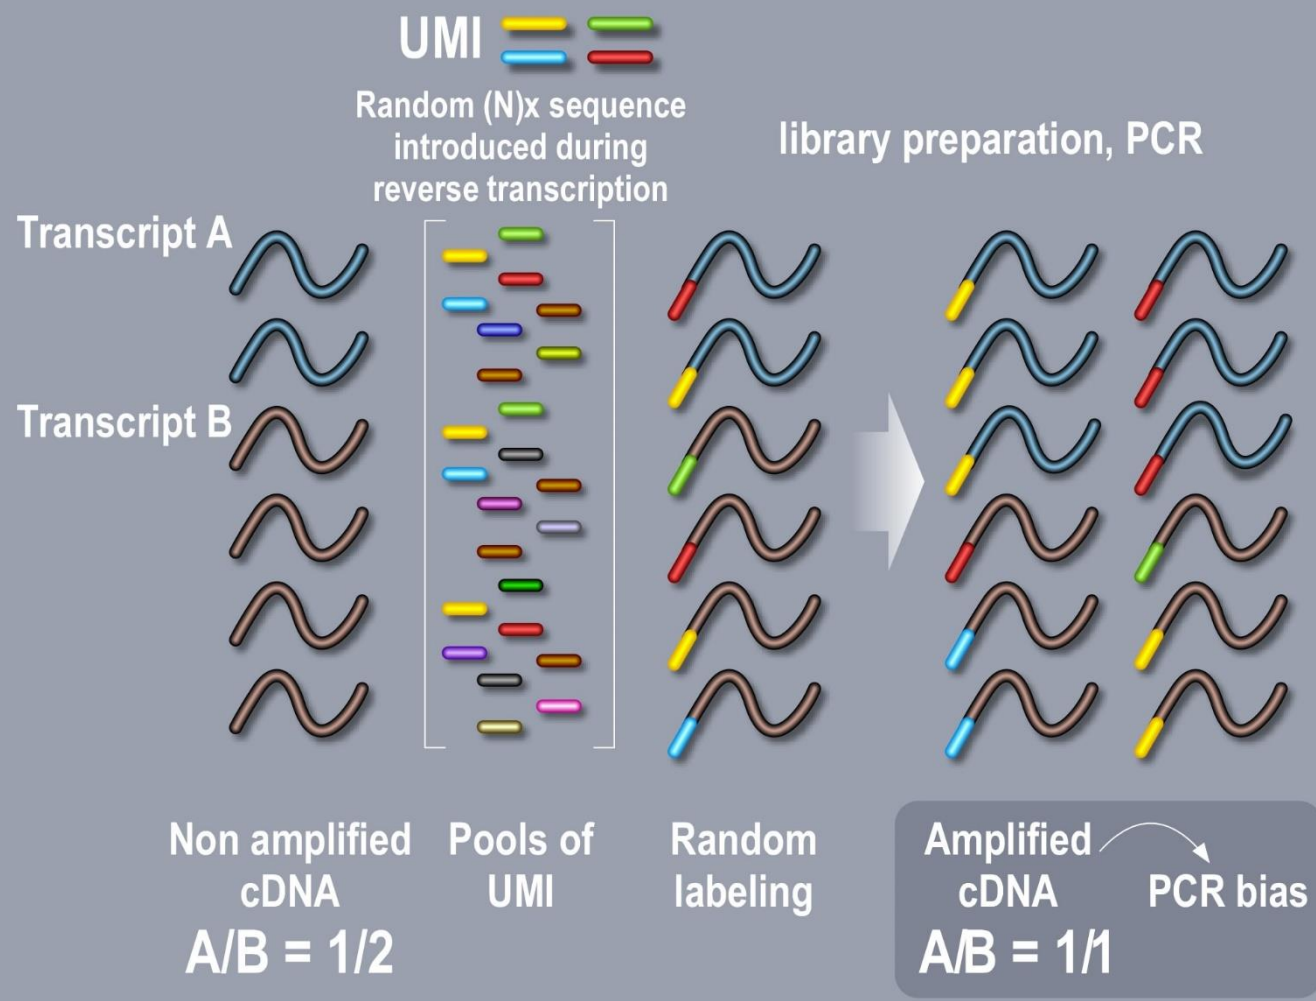 UMI
Random (N)x sequence
introduced during
reverse transcription
library preparation, PCR
Transcript A
Transcript B
Non amplified
cDNA
A/B = 1/2
Pools of
UMI
Random
labeling
Amplified
cDNA
A/B = 1/1
PCR bias